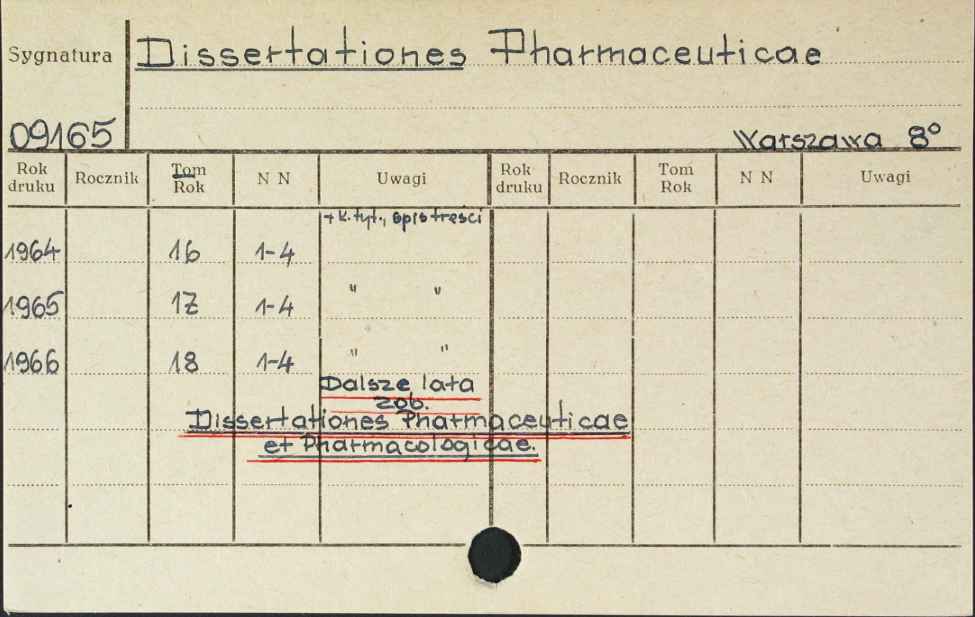 Sygnatura Dissertationes Pharmaceuticae
09165 Warszawa 8°
Rok druku Rocznik Tom Rok N N Uwagi Rok druku Rocznik Tom Rok N N Uwagi
+ k. tyt., spis treści
1964 16 1-4
1965 17 1-4 " "
1966 18 1-4 " "
Dalsze lata
zob.
Dissertationes Pharmaceuticae
et Pharmacologicae.